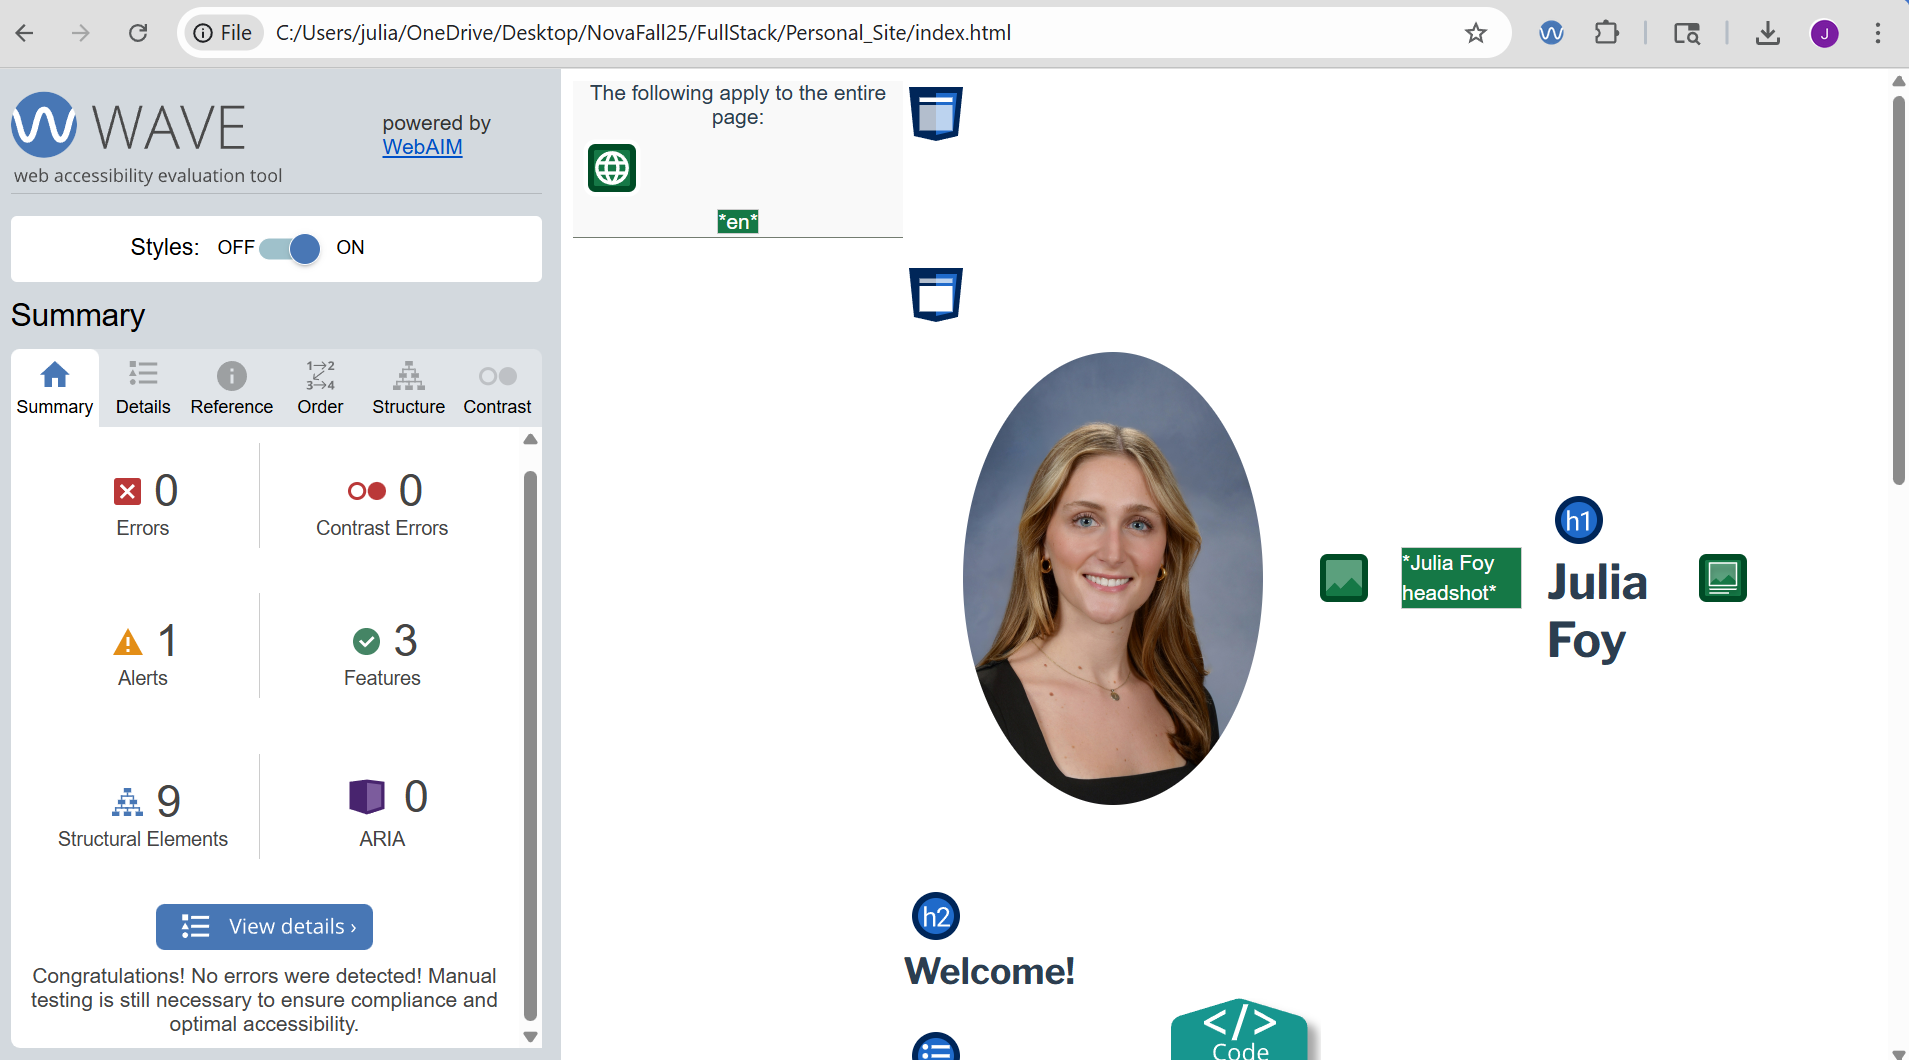 File C:/Users/julia/OneDrive/Desktop/NovaFall25/FullStack/Personal_Site/index.html
J
WAVE
powered by
WebAIM
web accessibility evaluation tool
Styles: OFF ON
Summary
1→2
3→4
Summary Details Reference Order Structure Contrast
0
Errors
0
Contrast Errors
1
Alerts
3
Features
9
Structural Elements
0
ARIA
View details ›
Congratulations! No errors were detected! Manual
testing is still necessary to ensure compliance and
optimal accessibility.
The following apply to the entire
page:
*en*
*Julia Foy
headshot*
h1
Julia
Foy
h2
Welcome!
</>
Code